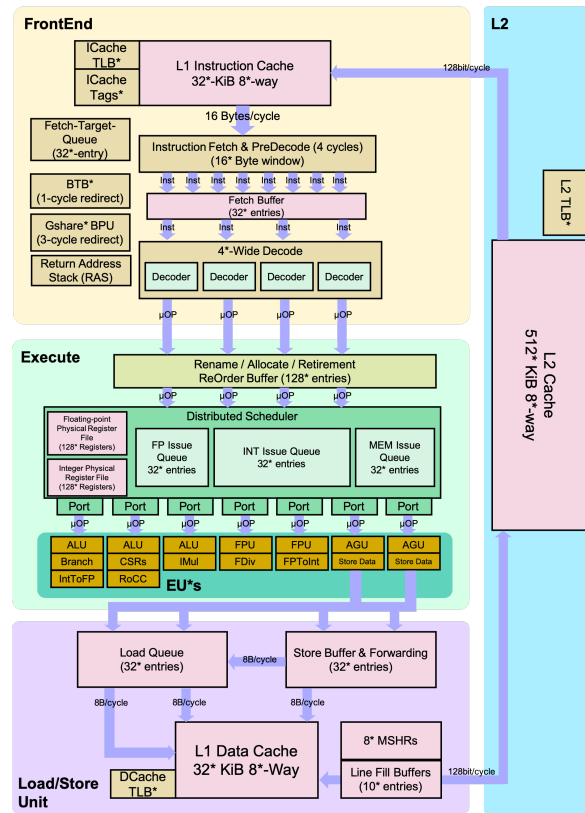 FrontEnd
L2
ICache
TLB*
ICache
Tags*
L1 Instruction Cache
32*-KiB 8*-way
128bit/cycle
16 Bytes/cycle
Fetch-Target-
Queue
(32*-entry)
Instruction Fetch & PreDecode (4 cycles)
(16* Byte window)
Inst Inst Inst Inst Inst Inst Inst Inst
BTB*
(1-cycle redirect)
Fetch Buffer
(32* entries)
L2 TLB*
Gshare* BPU
(3-cycle redirect)
Inst Inst Inst Inst
Return Address
Stack (RAS)
4*-Wide Decode
Decoder Decoder Decoder Decoder
µOP µOP µOP µOP
L2 Cache
512* KiB 8*-way
Execute
Rename / Allocate / Retirement
ReOrder Buffer (128* entries)
µOP µOP µOP µOP
Distributed Scheduler
Floating-point
Physical Register
File
(128* Registers)
Integer Physical
Register File
(128* Registers)
FP Issue
Queue
32* entries
INT Issue Queue
32* entries
MEM Issue
Queue
32* entries
Port Port Port Port Port Port Port
µOP µOP µOP µOP µOP µOP µOP
ALU ALU ALU FPU FPU AGU AGU
Branch CSRs IMul FDiv FPToInt Store Data Store Data
IntToFP RoCC
EU*s
Load Queue
(32* entries)
8B/cycle
Store Buffer & Forwarding
(32* entries)
8B/cycle 8B/cycle 8B/cycle
L1 Data Cache
32* KiB 8*-Way
8* MSHRs
DCache
TLB*
Line Fill Buffers
(10* entries)
128bit/cycle
Load/Store
Unit